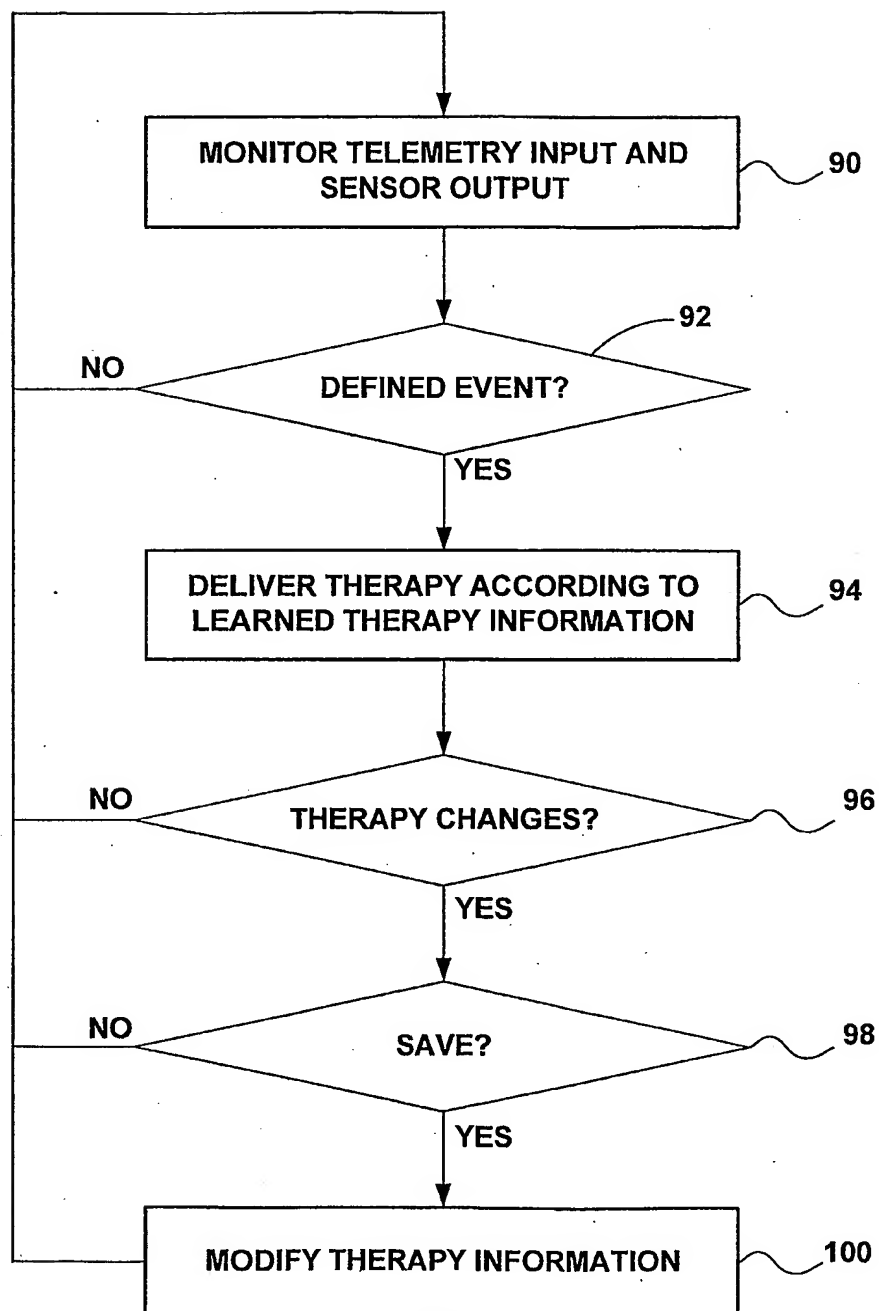 MONITOR TELEMETRY INPUT AND
SENSOR OUTPUT
90
92
NO
DEFINED EVENT?
YES
DELIVER THERAPY ACCORDING TO
LEARNED THERAPY INFORMATION
94
NO
THERAPY CHANGES?
96
YES
NO
SAVE?
98
YES
MODIFY THERAPY INFORMATION
100